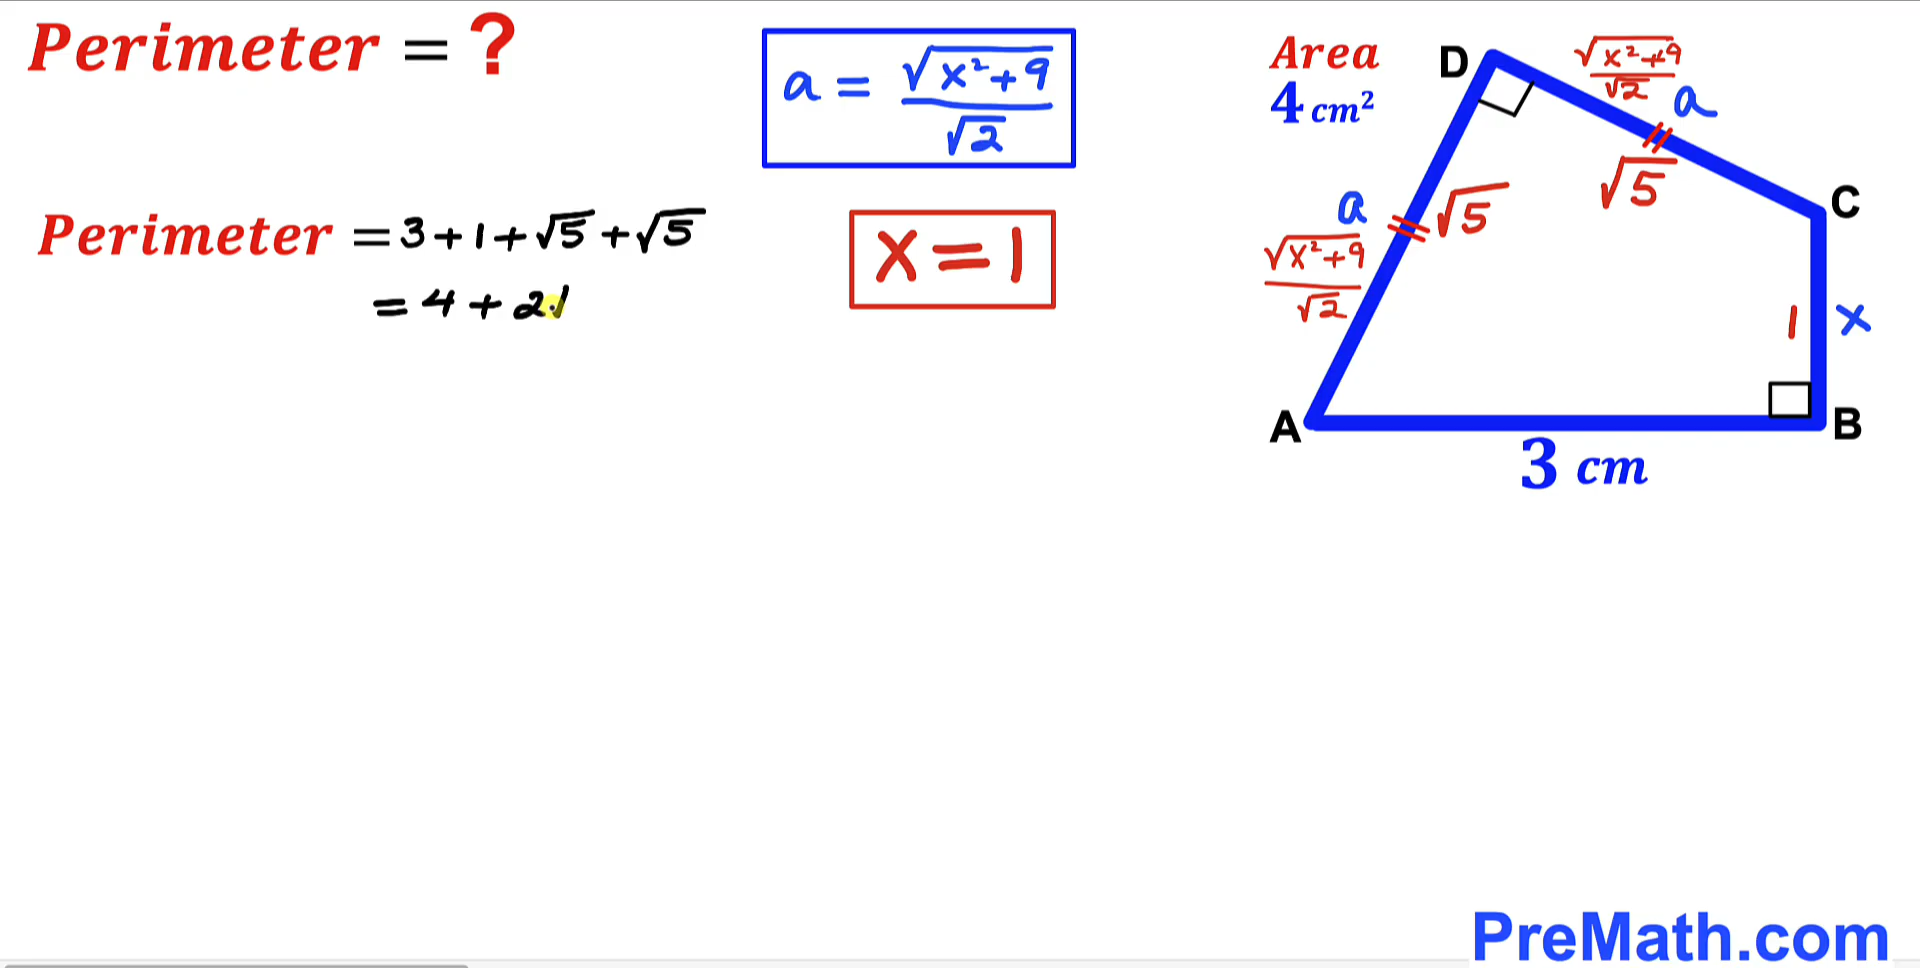 Perimeter = ?
a = √(x²+9)/√2
Perimeter = 3+1+√5+√5
= 4+2
x=1
Area
4 cm²
D
√(x²+9)/√2
a
√5
C
a
√5
√(x²+9)/√2
1
x
A
B
3 cm
PreMath.com